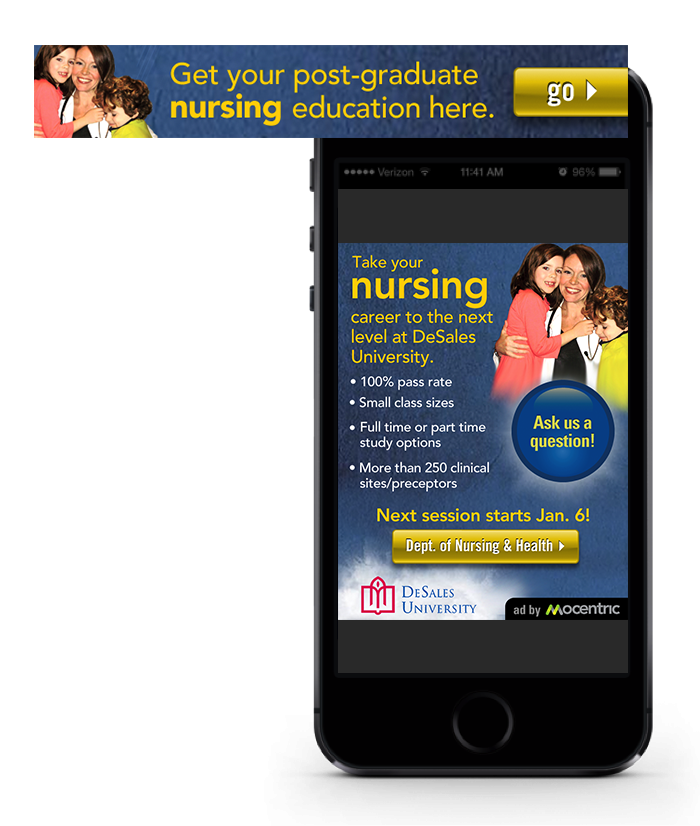 Get your post-graduate
nursing education here.
go
Verizon 11:41 AM 96%
Take your
nursing
career to the next
level at DeSales
University.
• 100% pass rate
• Small class sizes
• Full time or part time
study options
• More than 250 clinical
sites/preceptors
Ask us a
question!
Next session starts Jan. 6!
Dept. of Nursing & Health
DeSales
University
ad by mocentric